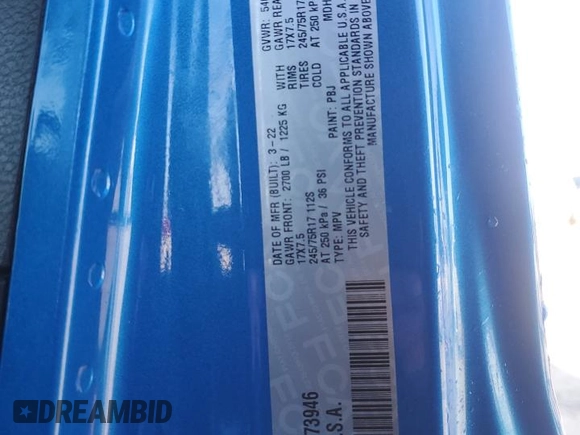 GVWR: 54
DATE OF MFR (BUILT): 3-22 GAWR REA
GAWR FRONT: 2700 LB / 1225 KG WITH 17X7.5
17X7.5 RIMS 245/75R17
245/75R17 112S TIRES AT 250 kP
AT 250 kPa / 36 PSI COLD
TYPE: MPV PAINT: PBJ MDH
THIS VEHICLE CONFORMS TO ALL APPLICABLE U.S.A.
SAFETY AND THEFT PREVENTION STANDARDS IN
MANUFACTURE SHOWN ABOVE
73946
.S.A.
DREAMBID